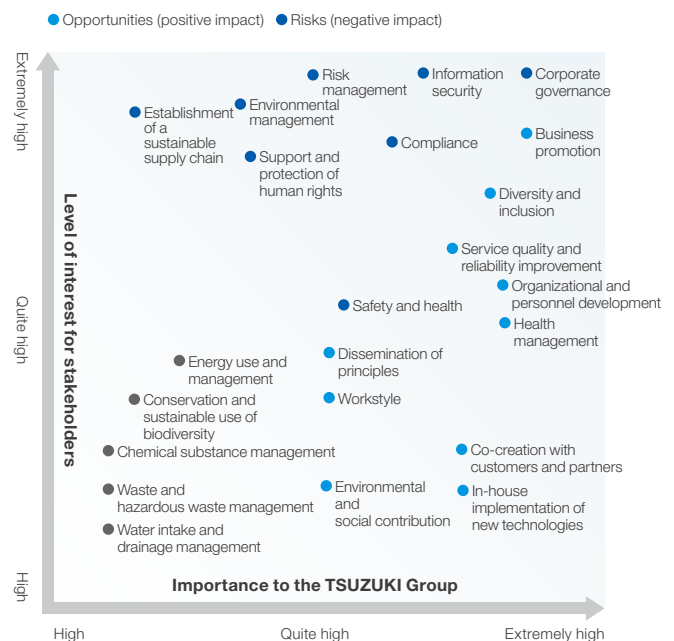 Opportunities (positive impact) Risks (negative impact)
Extremely high
Quite high
High
Level of interest for stakeholders
Risk
management
Information
security
Corporate
governance
Establishment
of a
sustainable
supply chain
Environmental
management
Support and
protection of
human rights
Compliance
Business
promotion
Diversity and
inclusion
Service quality and
reliability improvement
Organizational and
personnel development
Safety and health
Health
management
Energy use and
management
Dissemination of
principles
Conservation and
sustainable use of
biodiversity
Workstyle
Chemical substance management
Co-creation with
customers and partners
Waste and
hazardous waste management
Environmental
and
social contribution
In-house
implementation of
new technologies
Water intake and
drainage management
Importance to the TSUZUKI Group
High
Quite high
Extremely high